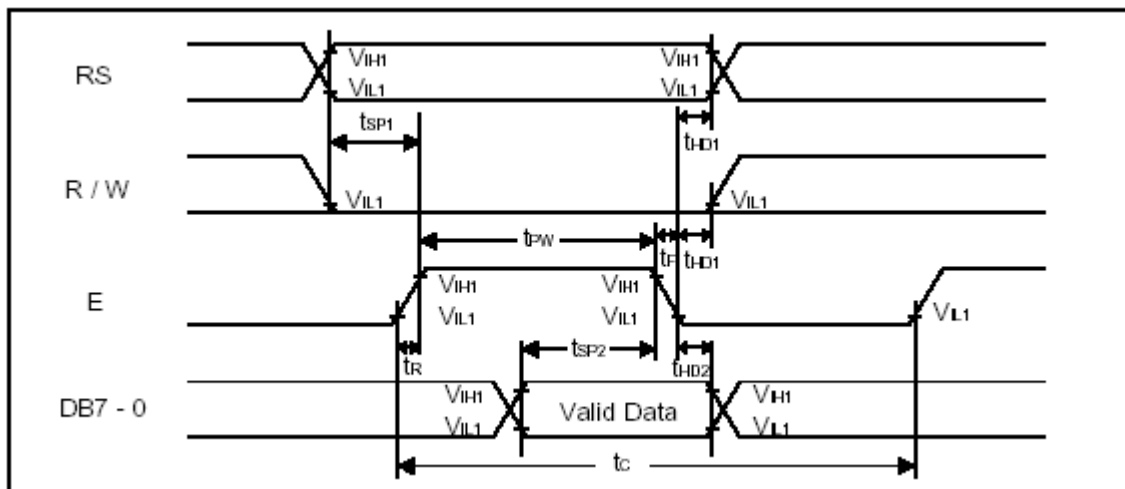 RS
VIH1
VIH1
VIL1
VIL1
tSP1
tHD1
R / W
VIL1
VIL1
tPW
tF
tHD1
E
VIH1
VIH1
VIL1
VIL1
VIL1
tR
tSP2
tHD2
DB7 - 0
VIH1
Valid Data
VIH1
VIL1
VIL1
tC